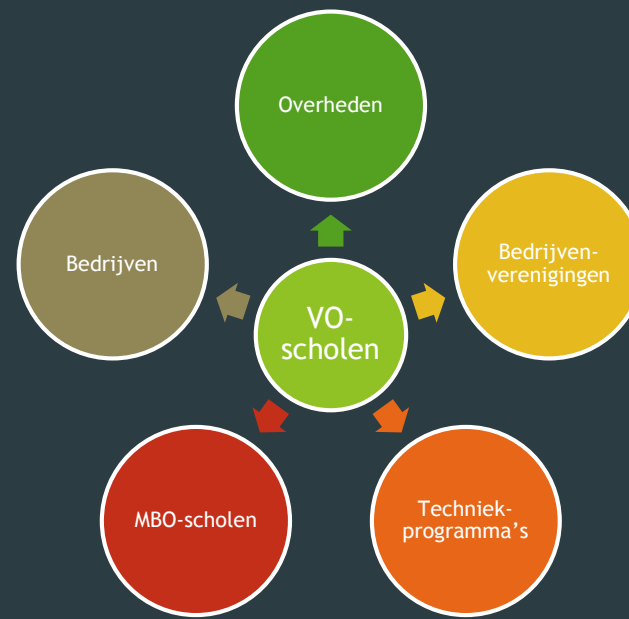 Overheden
Bedrijven-
verenigingen
Techniek-
programma's
MBO-scholen
Bedrijven
VO-
scholen